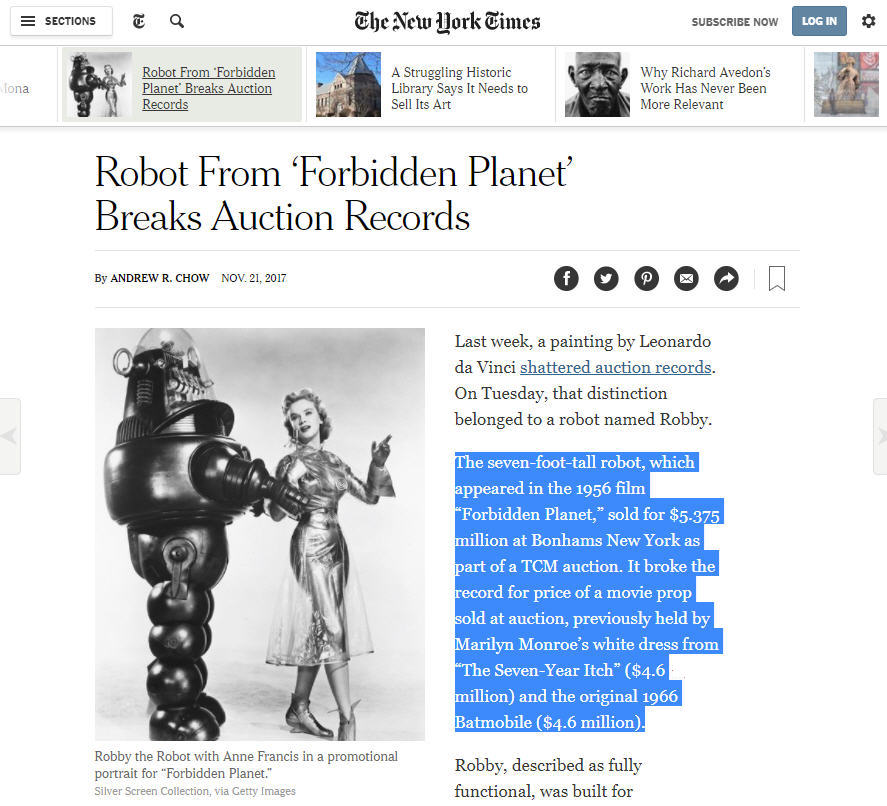 SECTIONS
The New York Times
SUBSCRIBE NOW
LOG IN
Mona
Robot From ‘Forbidden
Planet’ Breaks Auction
Records
A Struggling Historic
Library Says It Needs to
Sell Its Art
Why Richard Avedon’s
Work Has Never Been
More Relevant
Robot From ‘Forbidden Planet’
Breaks Auction Records
By ANDREW R. CHOW NOV. 21, 2017
Last week, a painting by Leonardo
da Vinci shattered auction records.
On Tuesday, that distinction
belonged to a robot named Robby.
The seven-foot-tall robot, which
appeared in the 1956 film
“Forbidden Planet,” sold for $5.375
million at Bonhams New York as
part of a TCM auction. It broke the
record for price of a movie prop
sold at auction, previously held by
Marilyn Monroe’s white dress from
“The Seven-Year Itch” ($4.6
million) and the original 1966
Batmobile ($4.6 million).
Robby, described as fully
functional, was built for
Robby the Robot with Anne Francis in a promotional
portrait for “Forbidden Planet.”
Silver Screen Collection, via Getty Images